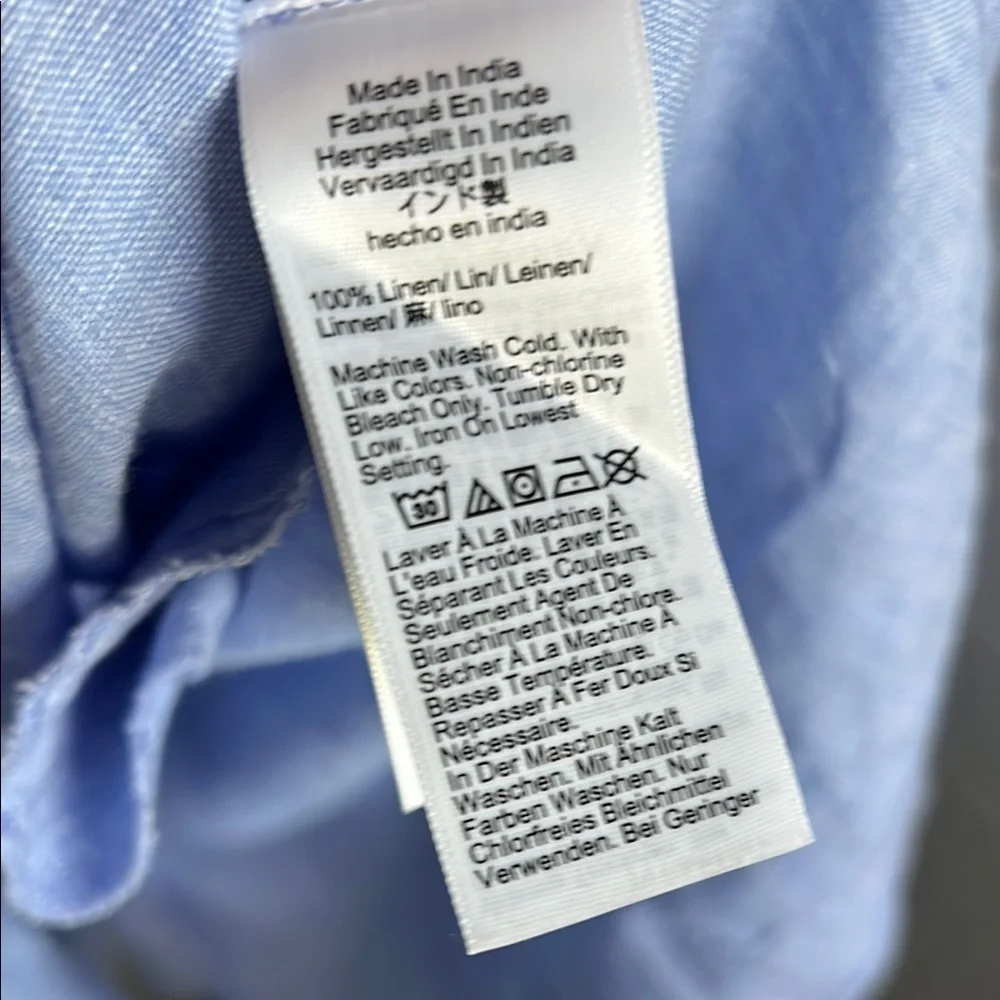 Made In India
Fabriqué En Inde
Hergestellt In Indien
Vervaardigd In India
インド製
hecho en india
100% Linen/ Lin/ Leinen/
Linnen/ 麻/ lino
Machine Wash Cold. With
Like Colors. Non-chlorine
Bleach Only. Tumble Dry
Low. Iron On Lowest
Setting.
30
Laver À La Machine À
L'eau Froide. Laver En
Séparant Les Couleurs.
Seulement Agent De
Blanchiment Non-chlore.
Sécher À La Machine À
Basse Température.
Repasser À Fer Doux Si
Nécessaire.
In Der Maschine Kalt
Waschen. Mit Ähnlichen
Farben Waschen. Nur
Chlorfreies Bleichmittel
Verwenden. Bei Geringer